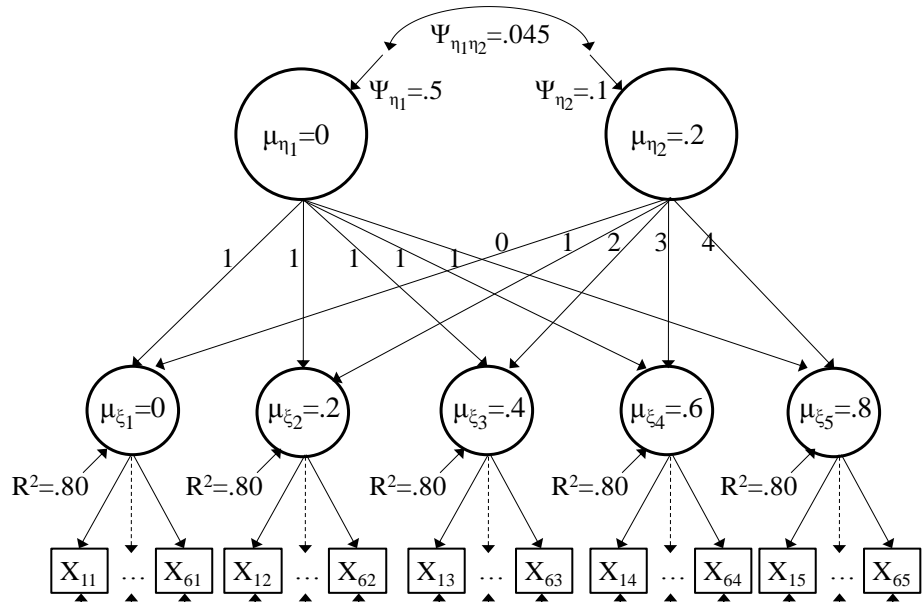 Ψη1η2=.045
Ψη1=.5 Ψη2=.1
μη1=0 μη2=.2
1 1 1 1 1 0 1 2 3 4
μξ1=0 μξ2=.2 μξ3=.4 μξ4=.6 μξ5=.8
R²=.80 R²=.80 R²=.80 R²=.80 R²=.80
X11 ... X61 X12 ... X62 X13 ... X63 X14 ... X64 X15 ... X65